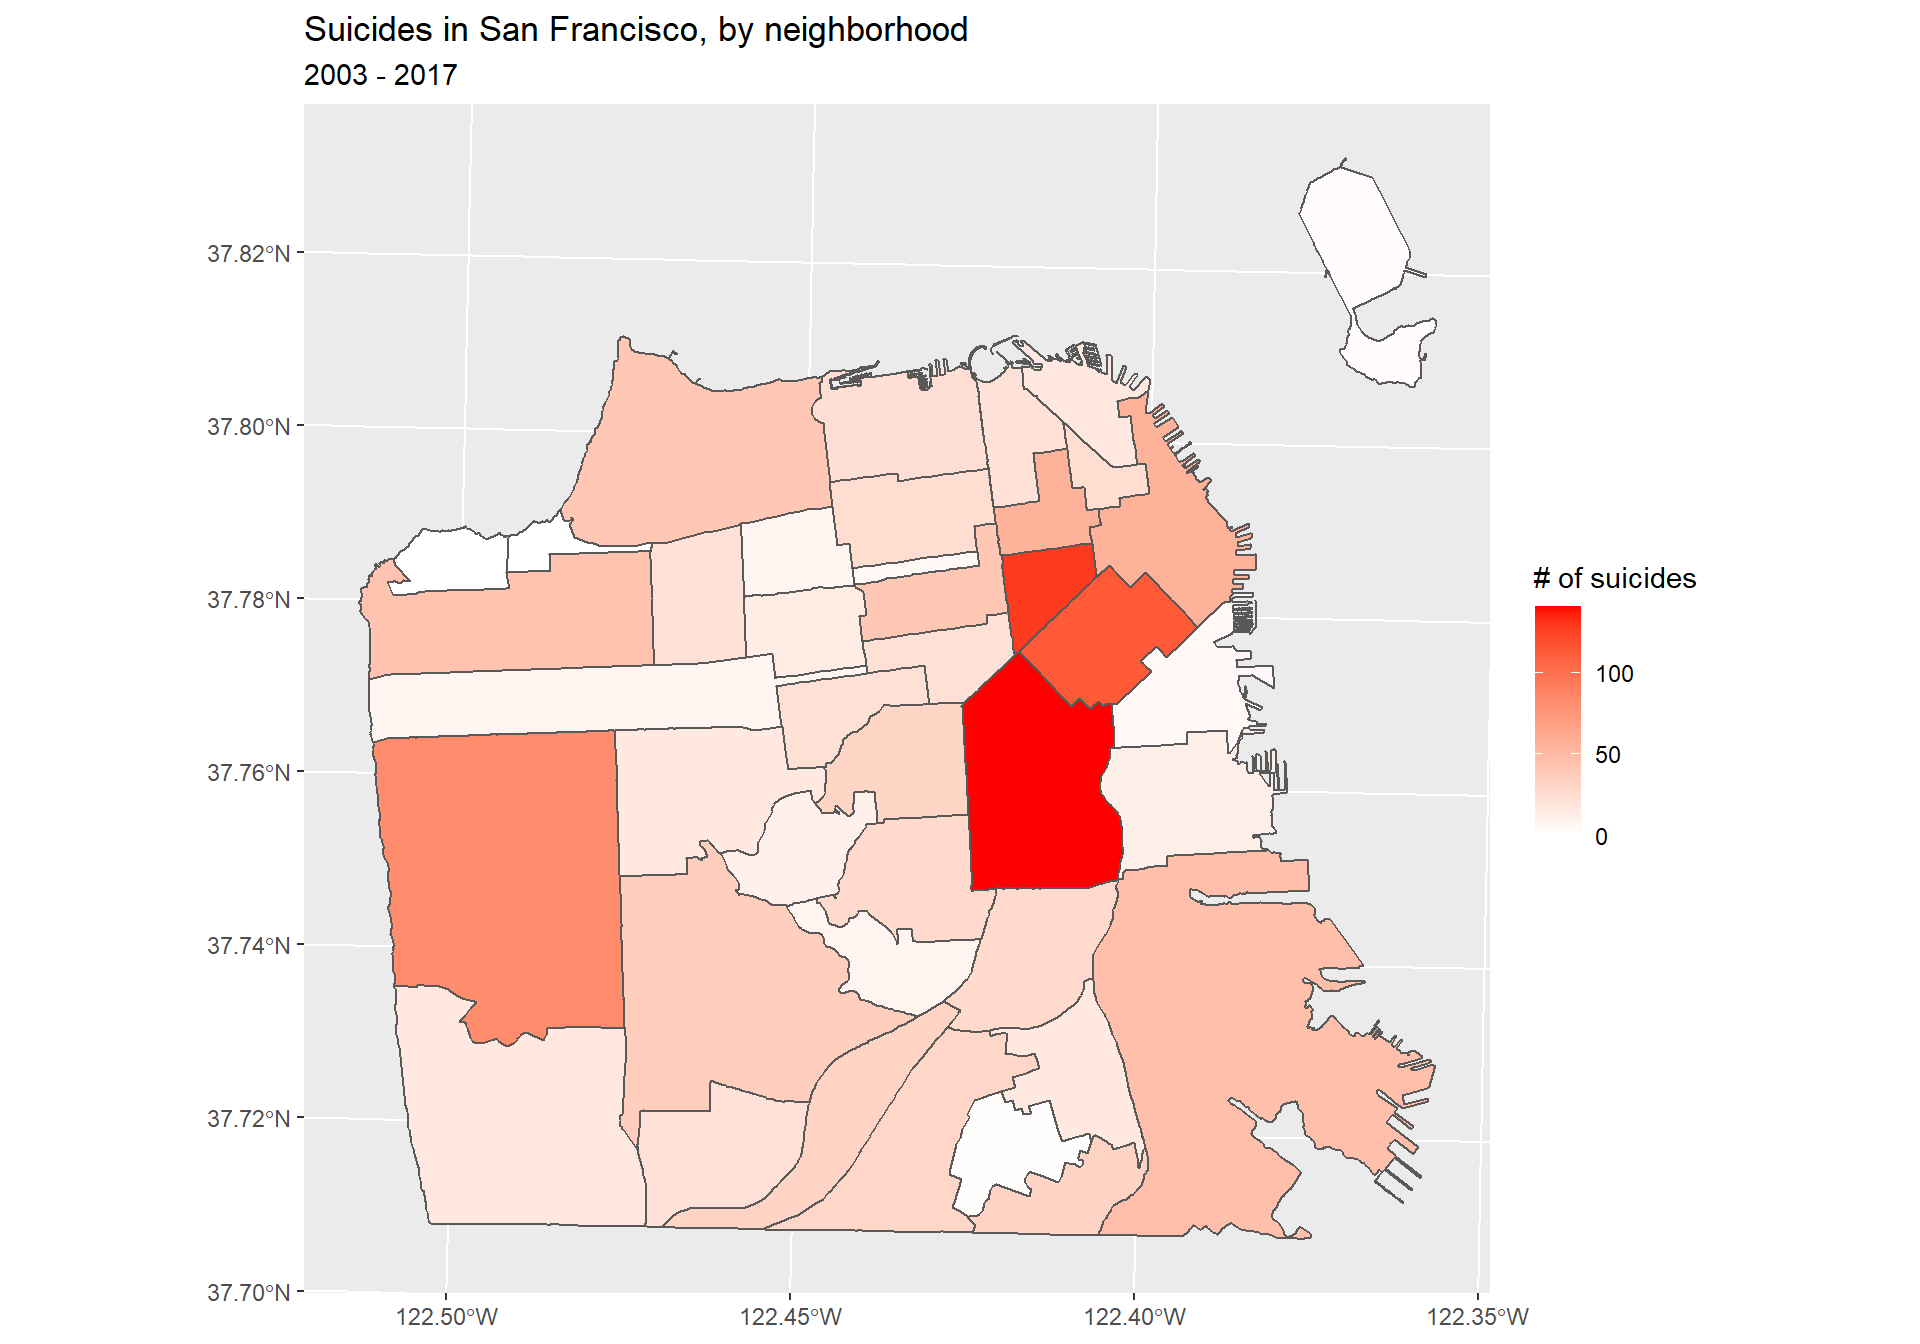 Suicides in San Francisco, by neighborhood
2003 - 2017
37.82°N
37.80°N
37.78°N
37.76°N
37.74°N
37.72°N
37.70°N
122.50°W
122.45°W
122.40°W
122.35°W
# of suicides
100
50
0